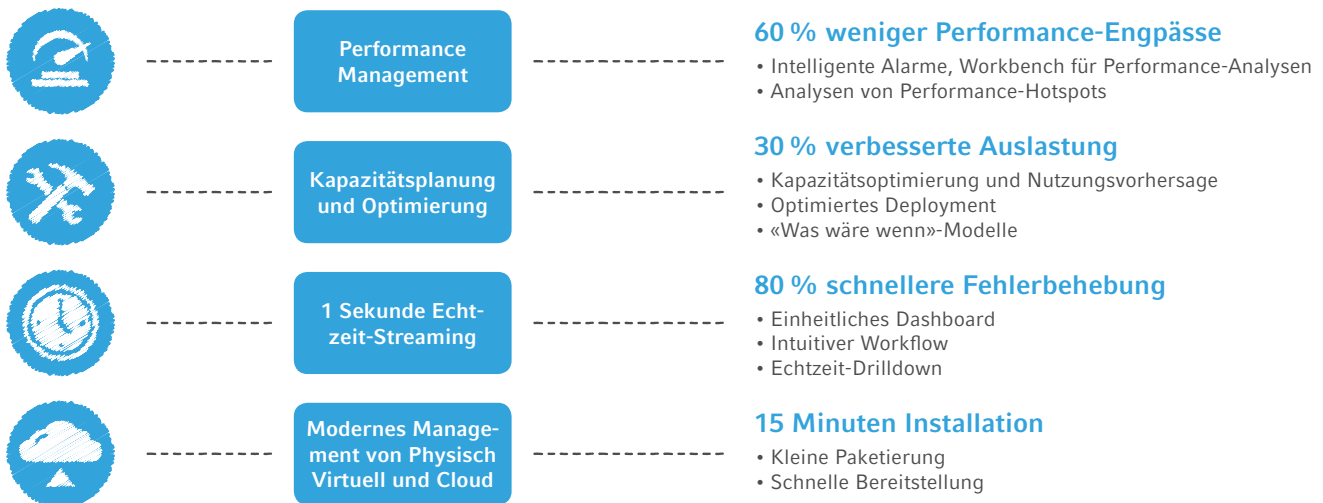 Performance
Management
60 % weniger Performance-Engpässe
• Intelligente Alarme, Workbench für Performance-Analysen
• Analysen von Performance-Hotspots
Kapazitätsplanung
und Optimierung
30 % verbesserte Auslastung
• Kapazitätsoptimierung und Nutzungsvorhersage
• Optimiertes Deployment
• «Was wäre wenn»-Modelle
1 Sekunde Echt-
zeit-Streaming
80 % schnellere Fehlerbehebung
• Einheitliches Dashboard
• Intuitiver Workflow
• Echtzeit-Drilldown
Modernes Manage-
ment von Physisch
Virtuell und Cloud
15 Minuten Installation
• Kleine Paketierung
• Schnelle Bereitstellung